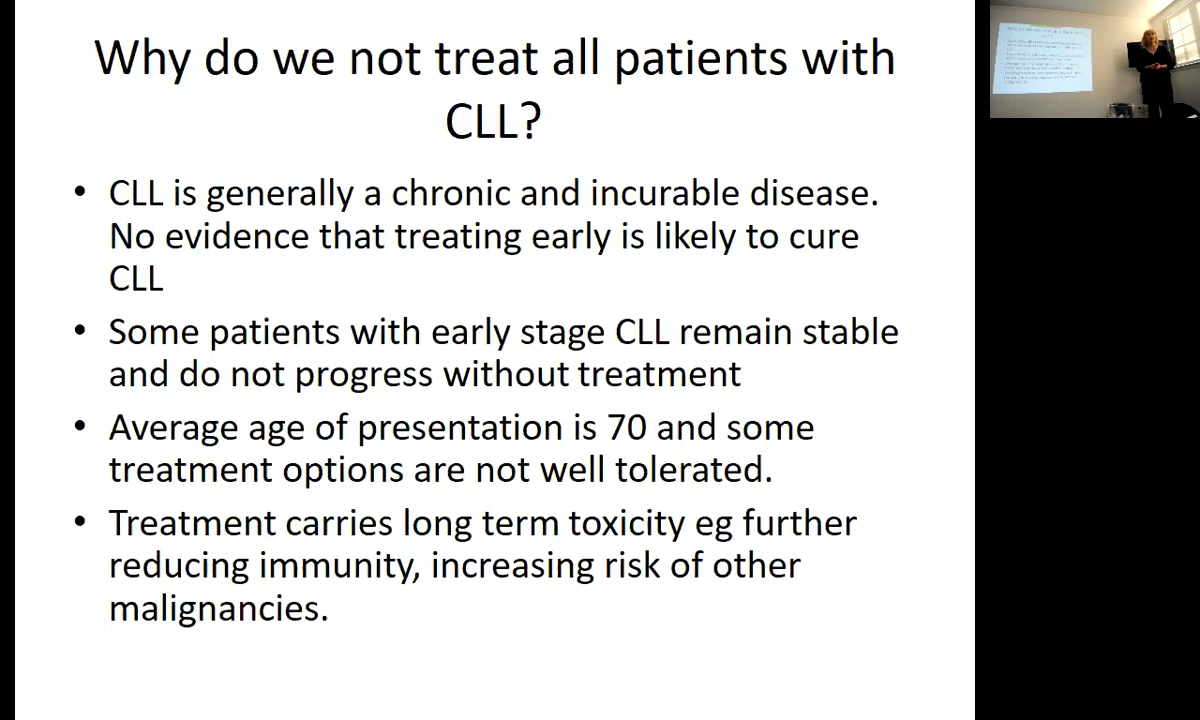 Why do we not treat all patients with
CLL?
• CLL is generally a chronic and incurable disease.
No evidence that treating early is likely to cure
CLL
• Some patients with early stage CLL remain stable
and do not progress without treatment
• Average age of presentation is 70 and some
treatment options are not well tolerated.
• Treatment carries long term toxicity eg further
reducing immunity, increasing risk of other
malignancies.